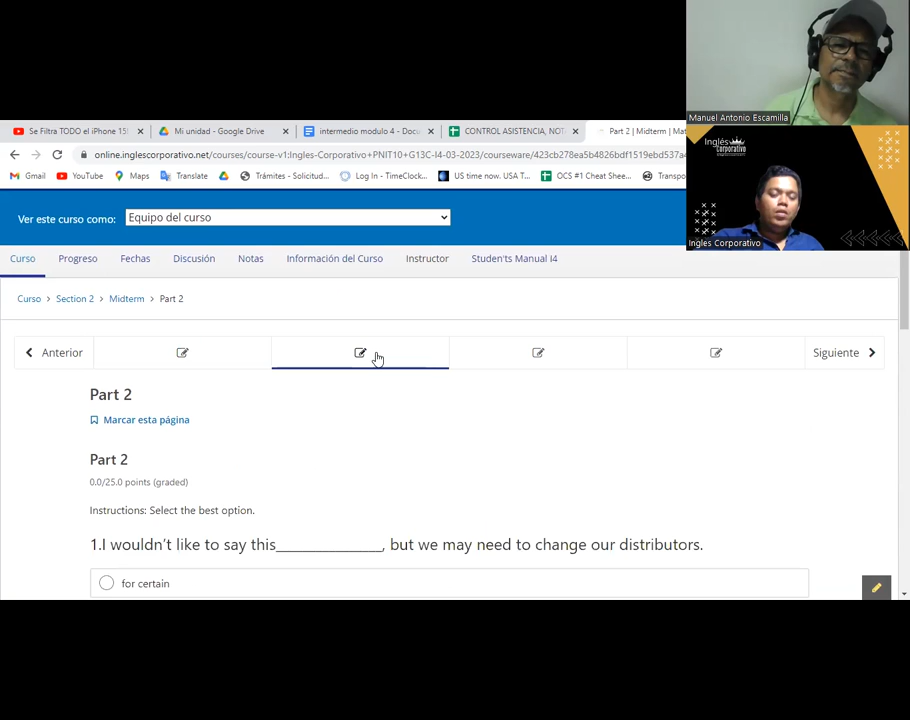 Manuel Antonio Escamilla
Inglés
Corporativo
Ingles Corporativo
Se Filtra TODO el iPhone 15
Mi unidad - Google Drive
intermedio modulo 4 - Docu
CONTROL ASISTENCIA, NOT
Part 2 | Midterm | Mat
online.inglescorporativo.net/courses/course-v1:Ingles-Corporativo+PNIT10+G13C-I4-03-2023/courseware/423cb278ea5b4826bdf1519ebd537a
Gmail
YouTube
Maps
Translate
Trámites - Solicitud...
Log In - TimeClock...
US time now. USA T...
OCS #1 Cheat Shee...
Transpo
Ver este curso como:
Equipo del curso
Curso
Progreso
Fechas
Discusión
Notas
Información del Curso
Instructor
Studen'ts Manual I4
Curso > Section 2 > Midterm > Part 2
Anterior
Siguiente
Part 2
Marcar esta página
Part 2
0.0/25.0 points (graded)
Instructions: Select the best option.
1.I wouldn't like to say this_______________, but we may need to change our distributors.
for certain